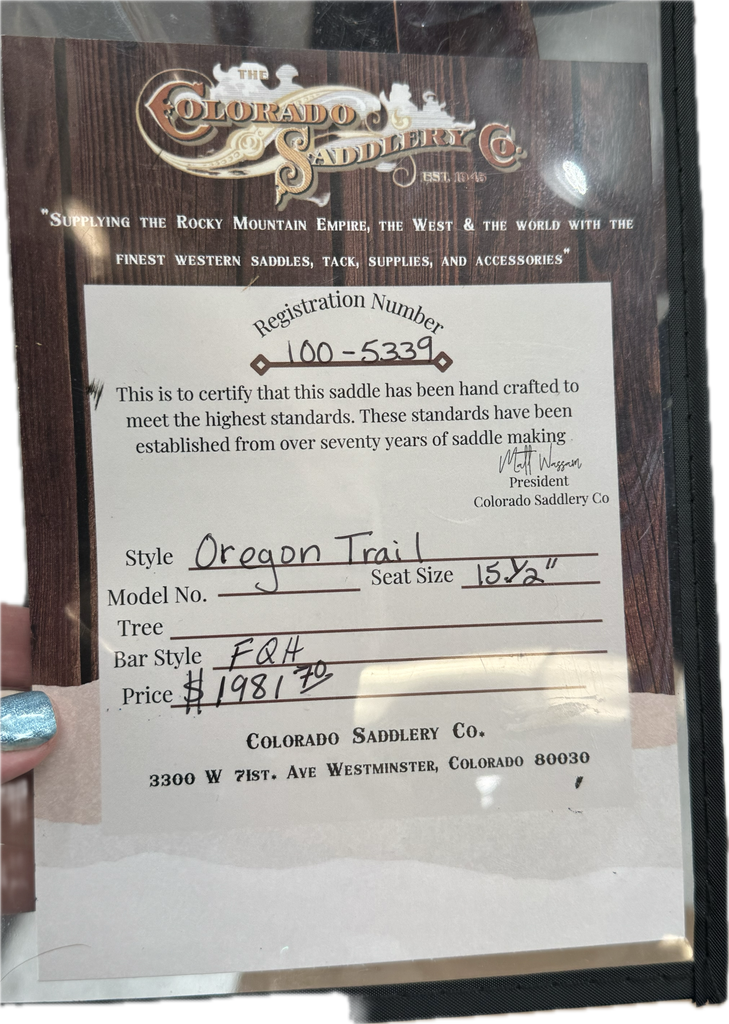 THE
COLORADO
SADDLERY CO.
EST. 1945
"SUPPLYING THE ROCKY MOUNTAIN EMPIRE, THE WEST & THE WORLD WITH THE
FINEST WESTERN SADDLES, TACK, SUPPLIES, AND ACCESSORIES"
Registration Number
100-5339
This is to certify that this saddle has been hand crafted to
meet the highest standards. These standards have been
established from over seventy years of saddle making
Matt Wassam
President
Colorado Saddlery Co
Style Oregon Trail
Model No. Seat Size 15.½"
Tree
Bar Style FQH
Price $1981 70
COLORADO SADDLERY CO.
3300 W 71ST. AVE WESTMINSTER, COLORADO 80030